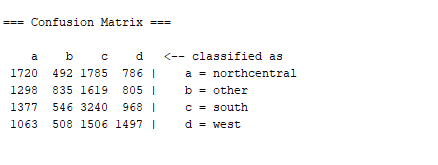 === Confusion Matrix ===
a b c d <-- classified as
1720 492 1785 786 | a = northcentral
1298 835 1619 805 | b = other
1377 546 3240 968 | c = south
1063 508 1506 1497 | d = west